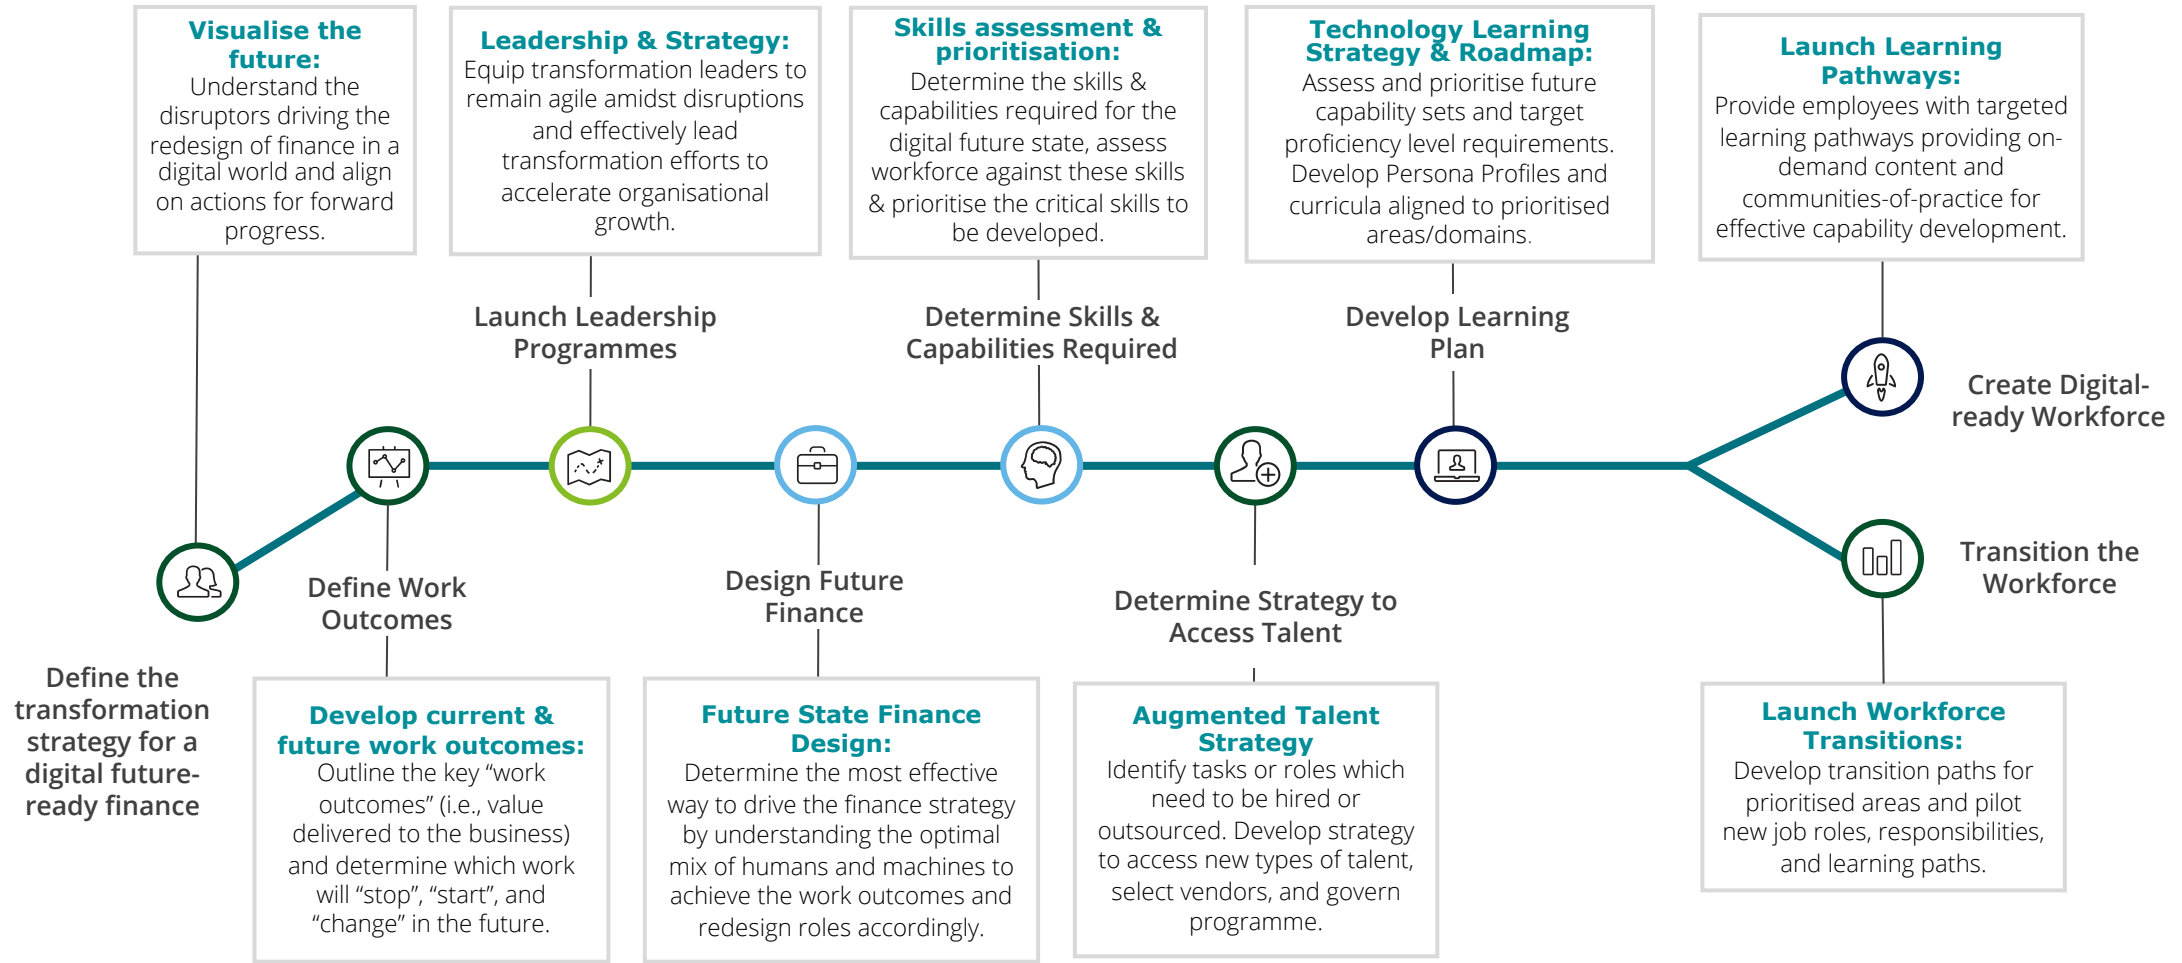 Visualise the
future:
Understand the
disruptors driving the
redesign of finance in a
digital world and align
on actions for forward
progress.
Leadership & Strategy:
Equip transformation leaders to
remain agile amidst disruptions
and effectively lead
transformation efforts to
accelerate organisational
growth.
Skills assessment &
prioritisation:
Determine the skills &
capabilities required for the
digital future state, assess
workforce against these skills
& prioritise the critical skills to
be developed.
Technology Learning
Strategy & Roadmap:
Assess and prioritise future
capability sets and target
proficiency level requirements.
Develop Persona Profiles and
curricula aligned to prioritised
areas/domains.
Launch Learning
Pathways:
Provide employees with targeted
learning pathways providing on-
demand content and
communities-of-practice for
effective capability development.
Launch Leadership
Programmes
Determine Skills &
Capabilities Required
Develop Learning
Plan
Create Digital-
ready Workforce
Define Work
Outcomes
Design Future
Finance
Determine Strategy to
Access Talent
Transition the
Workforce
Define the
transformation
strategy for a
digital future-
ready finance
Develop current &
future work outcomes:
Outline the key “work
outcomes” (i.e., value
delivered to the business)
and determine which work
will “stop”, “start”, and
“change” in the future.
Future State Finance
Design:
Determine the most effective
way to drive the finance strategy
by understanding the optimal
mix of humans and machines to
achieve the work outcomes and
redesign roles accordingly.
Augmented Talent
Strategy
Identify tasks or roles which
need to be hired or
outsourced. Develop strategy
to access new types of talent,
select vendors, and govern
programme.
Launch Workforce
Transitions:
Develop transition paths for
prioritised areas and pilot
new job roles, responsibilities,
and learning paths.